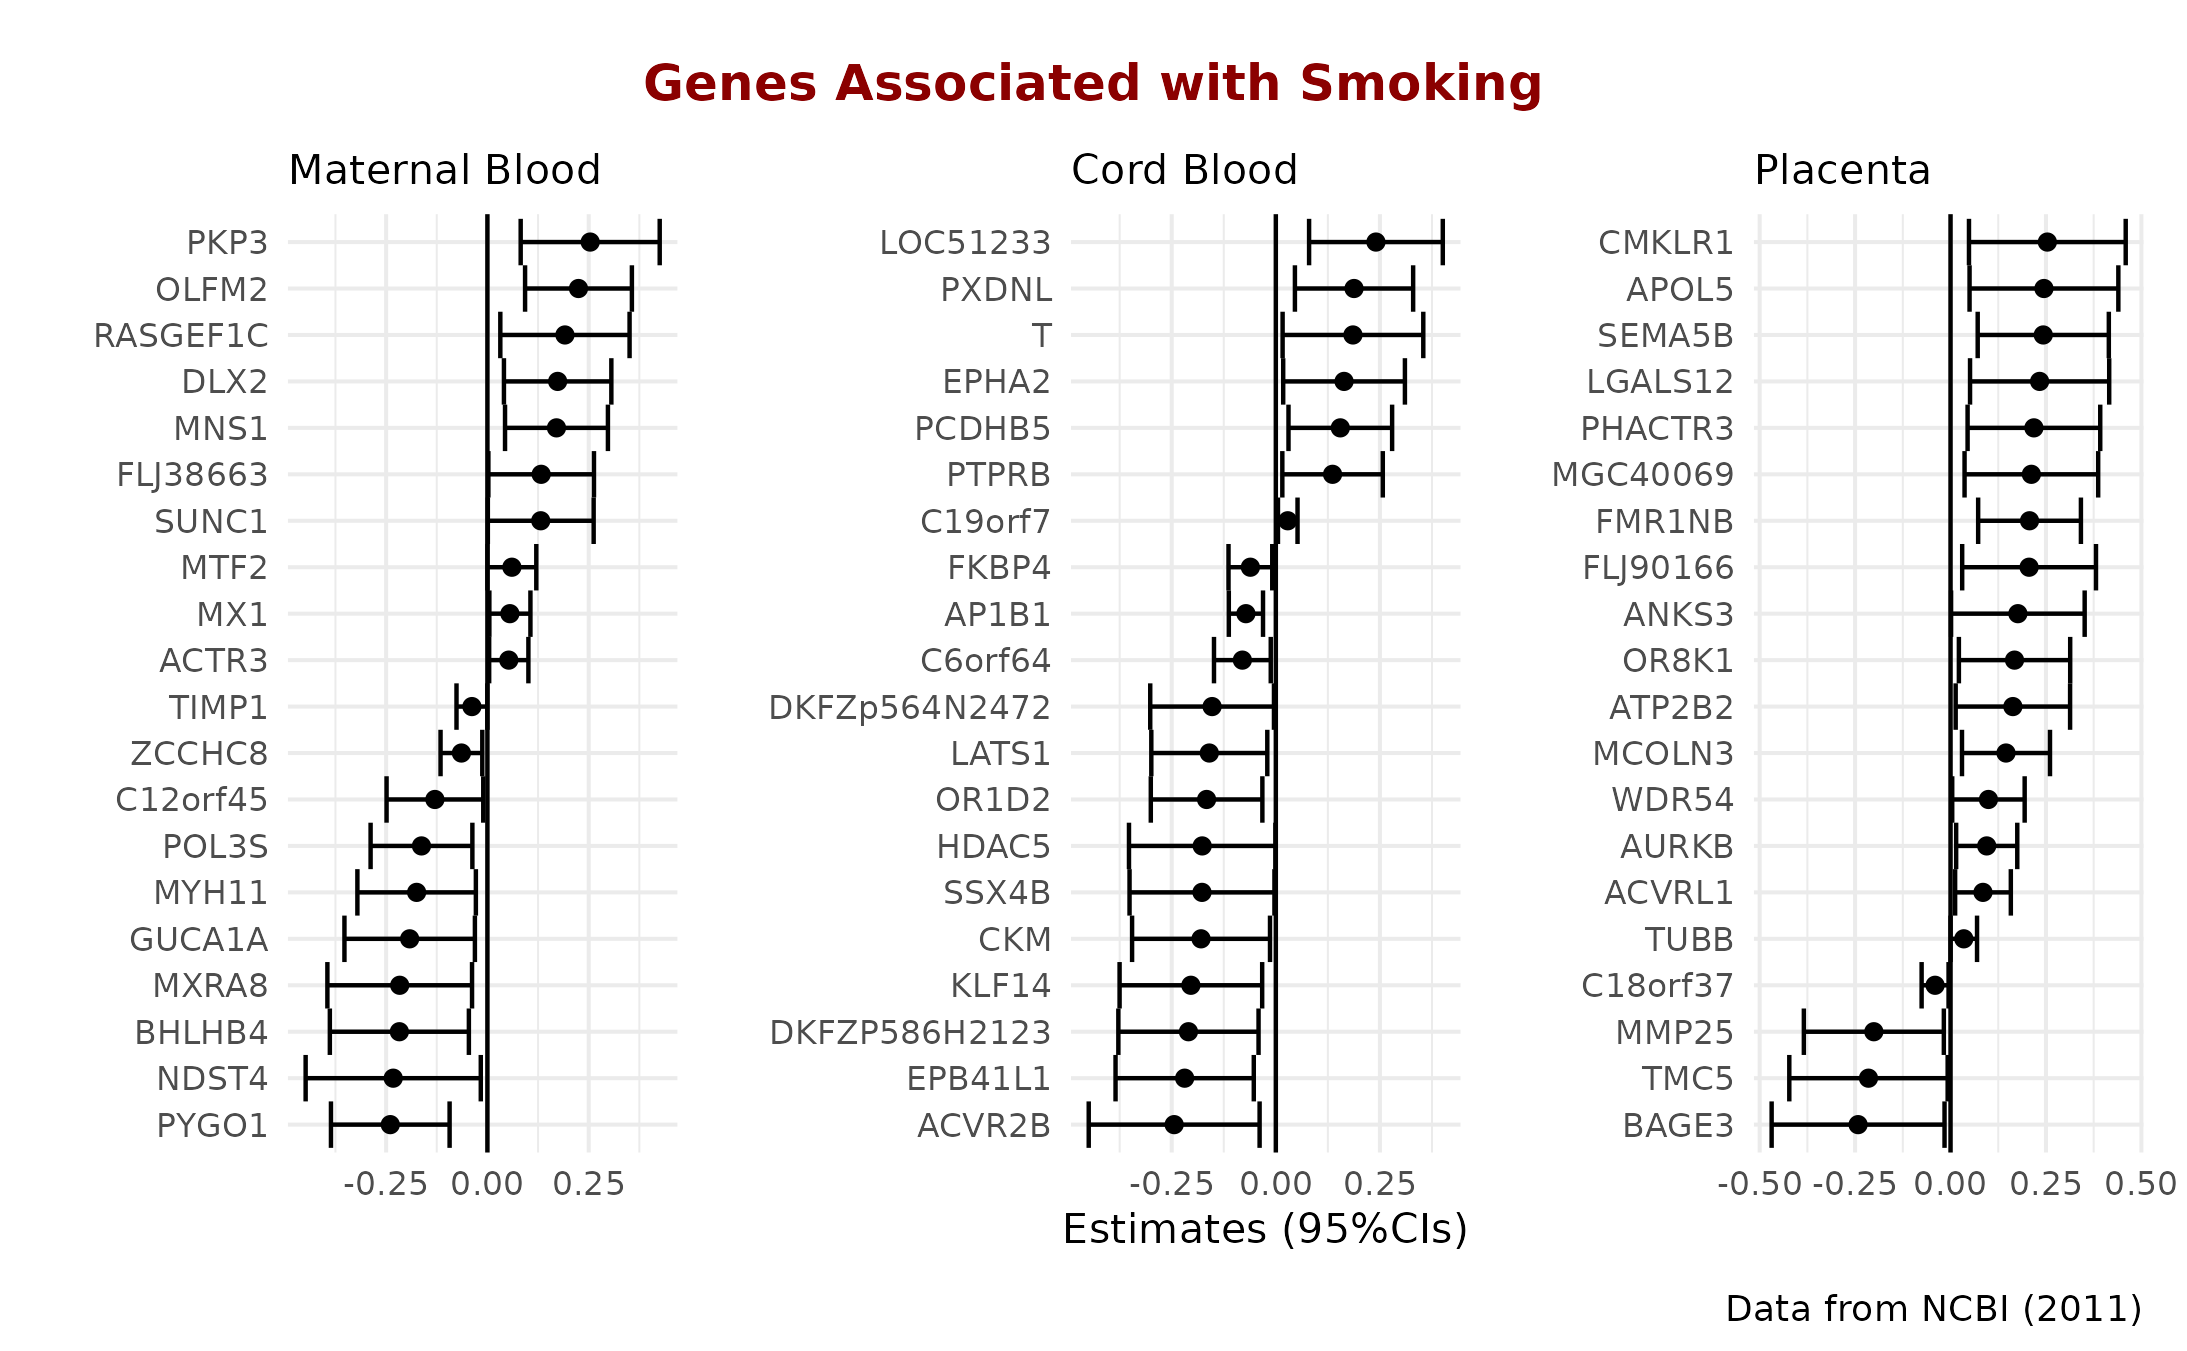 Genes Associated with Smoking
Maternal Blood
PKP3
OLFM2
RASGEF1C
DLX2
MNS1
FLJ38663
SUNC1
MTF2
MX1
ACTR3
TIMP1
ZCCHC8
C12orf45
POL3S
MYH11
GUCA1A
MXRA8
BHLHB4
NDST4
PYGO1
-0.25 0.00 0.25
Cord Blood
LOC51233
PXDNL
T
EPHA2
PCDHB5
PTPRB
C19orf7
FKBP4
AP1B1
C6orf64
DKFZp564N2472
LATS1
OR1D2
HDAC5
SSX4B
CKM
KLF14
DKFZP586H2123
EPB41L1
ACVR2B
-0.25 0.00 0.25
Estimates (95%CIs)
Placenta
CMKLR1
APOL5
SEMA5B
LGALS12
PHACTR3
MGC40069
FMR1NB
FLJ90166
ANKS3
OR8K1
ATP2B2
MCOLN3
WDR54
AURKB
ACVRL1
TUBB
C18orf37
MMP25
TMC5
BAGE3
-0.50 -0.25 0.00 0.25 0.50
Data from NCBI (2011)